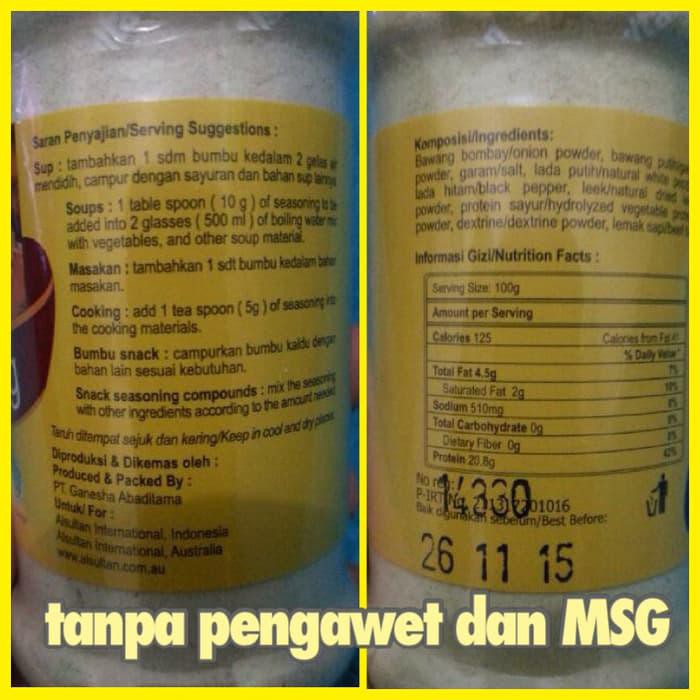 Saran Penyajian/Serving Suggestions :
Sup : tambahkan 1 sdm bumbu kedalam 2 gelas air
mendidih, campur dengan sayuran dan bahan sup lainnya
Soups : 1 table spoon ( 10 g ) of seasoning to be
added into 2 glasses ( 500 ml ) of boiling water mix
with vegetables, and other soup material.
Masakan : tambahkan 1 sdt bumbu kedalam bahan
masakan.
Cooking : add 1 tea spoon ( 5g ) of seasoning into
the cooking materials.
Bumbu snack : campurkan bumbu kaldu dengan
bahan lain sesuai kebutuhan.
Snack seasoning compounds : mix the seasoning
with other ingredients according to the amount needed
Taruh ditempat sejuk dan kering/Keep in cool and dry places.
Diproduksi & Dikemas oleh :
Produced & Packed By :
PT. Ganesha Abaditama
Untuk/ For :
Alsultan International, Indonesia
Alsultan International, Australia
www.alsultan.com.au
Komposisi/Ingredients:
Bawang bombay/onion powder, bawang
powder, garam/salt, lada putih/natural white
lada hitam/black pepper, leek/natural dried
powder, protein sayur/hydrolyzed vegetable
powder, dextrine/dextrine powder, lemak sapi/beef
Informasi Gizi/Nutrition Facts :
Serving Size: 100g
Amount per Serving
Calories 125 Calories from Fat 41
% Daily Value*
Total Fat 4.5g 7%
Saturated Fat 2g 10%
Sodium 510mg
Total Carbohydrate 0g 0%
Dietary Fiber 0g 0%
Protein 20.8g 42%
No reg:
14330
P-IRT No.
Baik digunakan sebelum/Best Before:
26 11 15
tanpa pengawet dan MSG